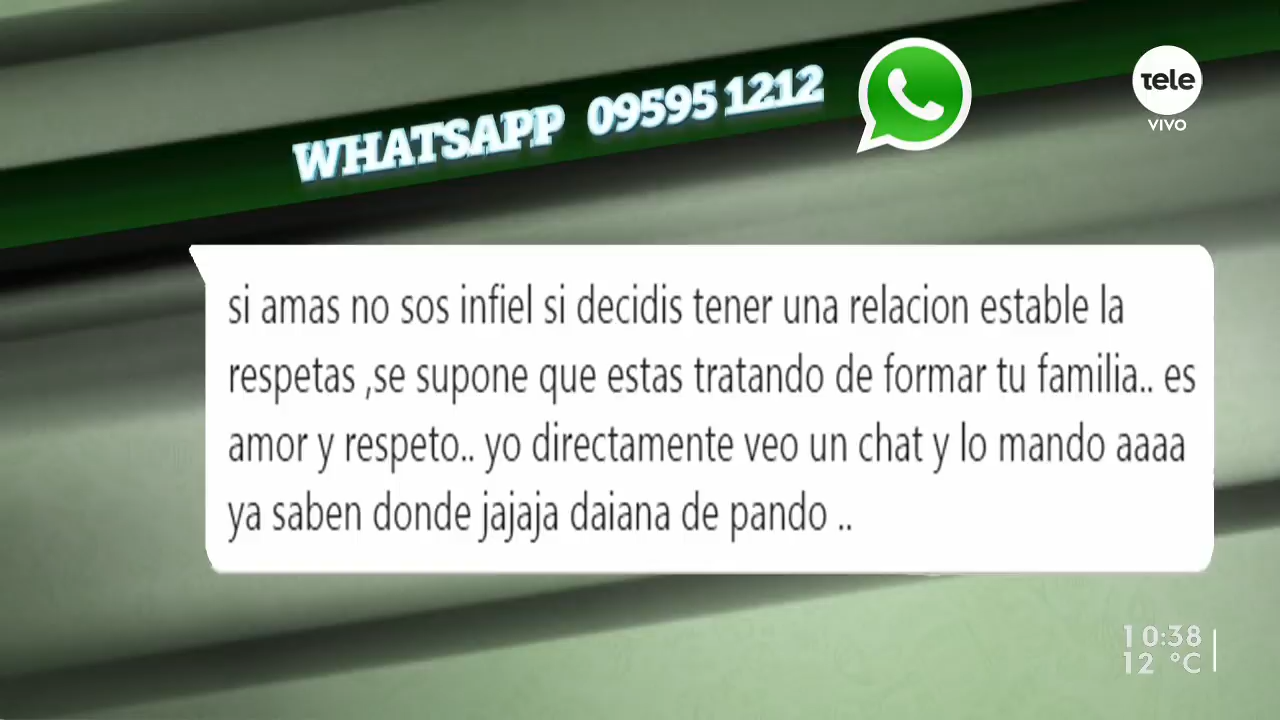 WHATSAPP 09595 1212
tele
VIVO
si amas no sos infiel si decidis tener una relacion estable la
respetas ,se supone que estas tratando de formar tu familia.. es
amor y respeto.. yo directamente veo un chat y lo mando aaaa
ya saben donde jajaja daiana de pando ..
10:38
12 °C